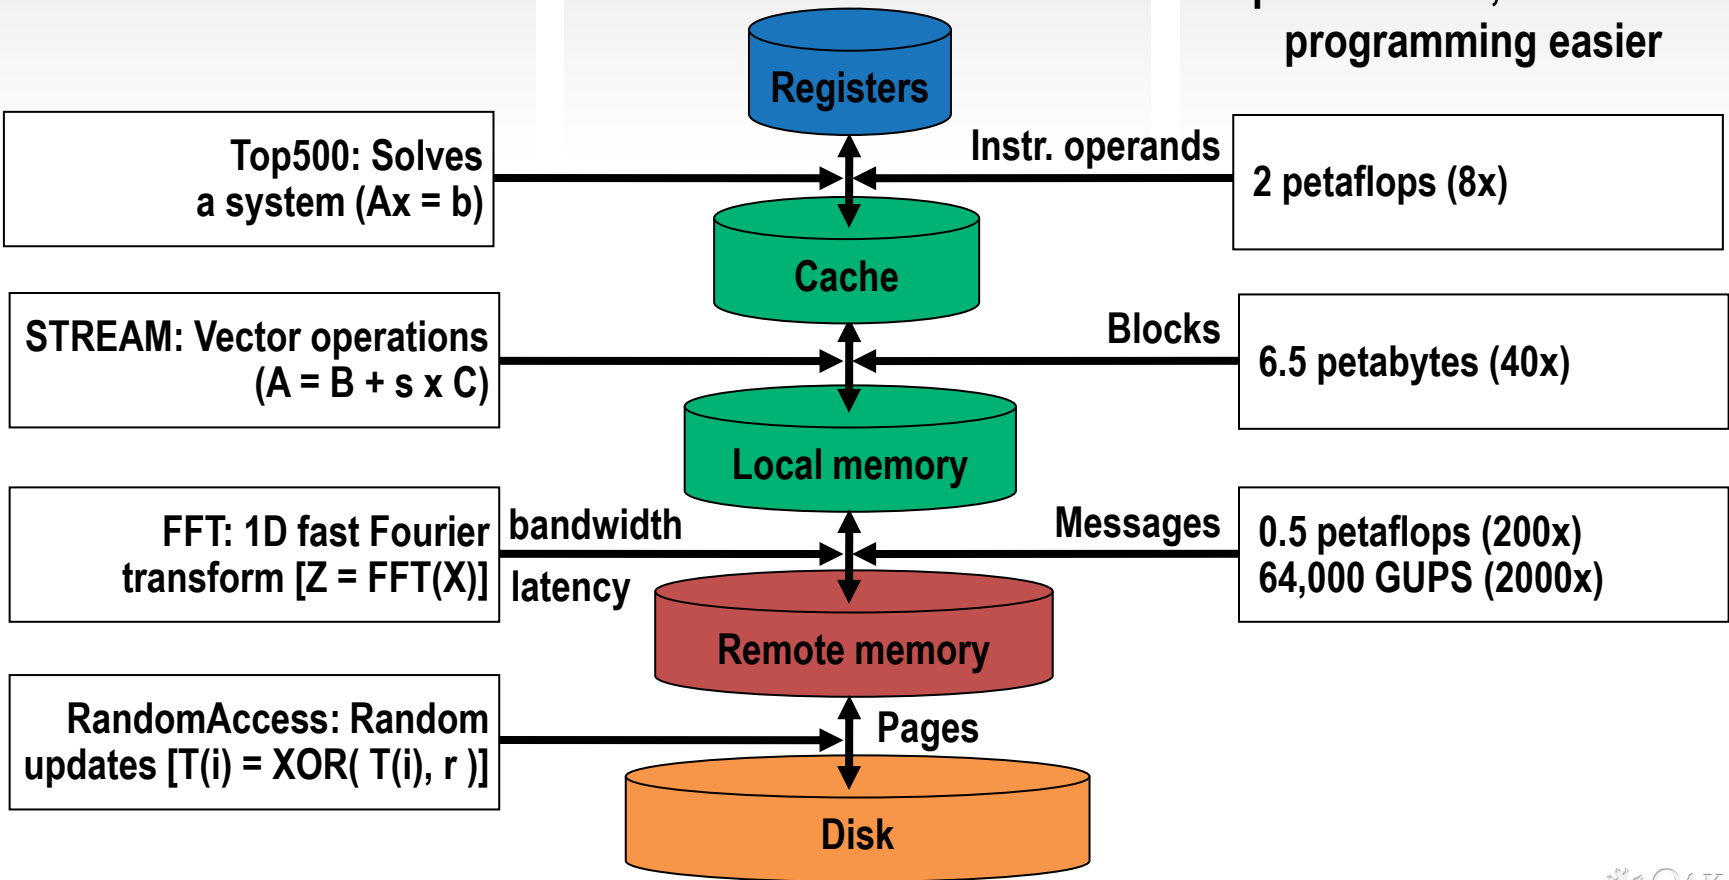 programming easier
Registers
Top500: Solves
a system (Ax = b)
Instr. operands
2 petaflops (8x)
Cache
STREAM: Vector operations
(A = B + s x C)
Blocks
6.5 petabytes (40x)
Local memory
FFT: 1D fast Fourier
transform [Z = FFT(X)]
bandwidth
latency
Messages
0.5 petaflops (200x)
64,000 GUPS (2000x)
Remote memory
RandomAccess: Random
updates [T(i) = XOR( T(i), r )]
Pages
Disk